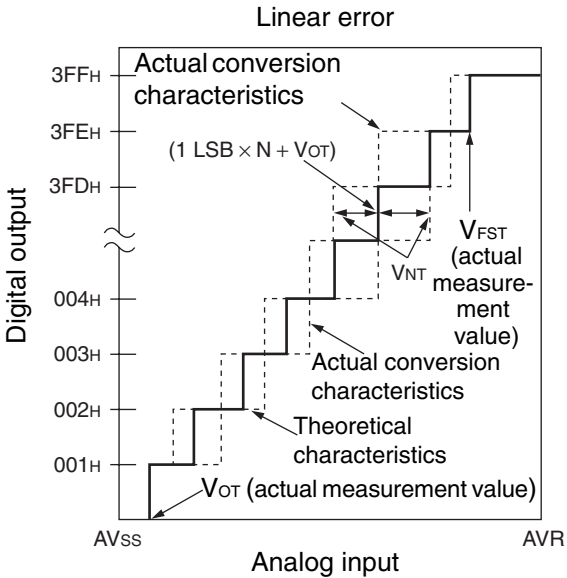 Linear error
3FFH
Actual conversion
characteristics
3FEH
(1 LSB × N + VOT)
3FDH
VFST
(actual
measure-
ment
value)
VNT
Digital output
004H
003H
Actual conversion
characteristics
002H
Theoretical
characteristics
001H
VOT (actual measurement value)
AVSS
AVR
Analog input